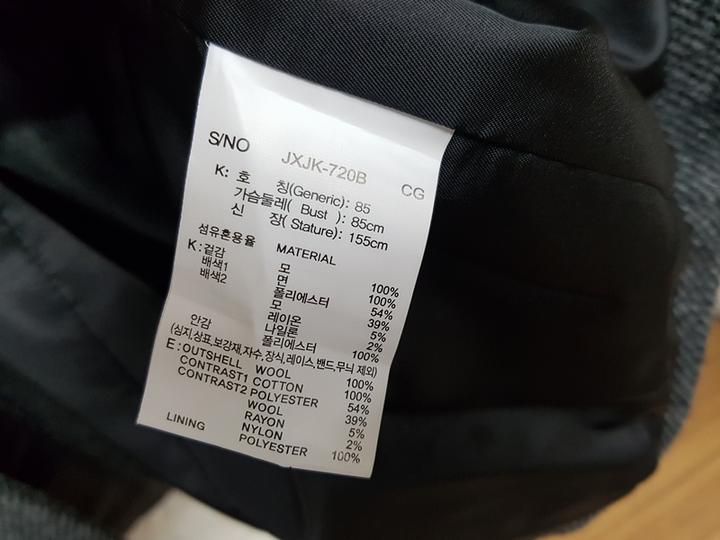 S/NO JXJK-720B CG
K: 호 칭(Generic): 85
가슴둘레( Bust ): 85cm
신 장( Stature): 155cm
섬유혼용율 MATERIAL
K:겉감 모 100%
배색1 면 100%
배색2 폴리에스터 54%
모 39%
레이온 5%
나일론 2%
안감 폴리에스터 100%
(심지,상표,보강재,자수,장식,레이스,밴드,무늬 제외)
E:OUTSHELL WOOL 100%
CONTRAST1 COTTON 100%
CONTRAST2 POLYESTER 54%
WOOL 39%
RAYON 5%
NYLON 2%
LINING POLYESTER 100%